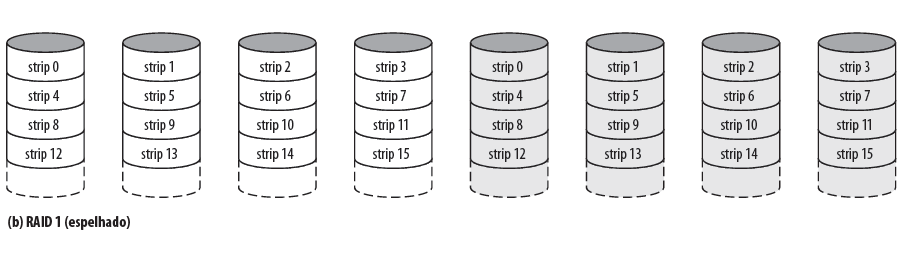 strip 0 strip 1 strip 2 strip 3 strip 0 strip 1 strip 2 strip 3
strip 4 strip 5 strip 6 strip 7 strip 4 strip 5 strip 6 strip 7
strip 8 strip 9 strip 10 strip 11 strip 8 strip 9 strip 10 strip 11
strip 12 strip 13 strip 14 strip 15 strip 12 strip 13 strip 14 strip 15
(b) RAID 1 (espelhado)